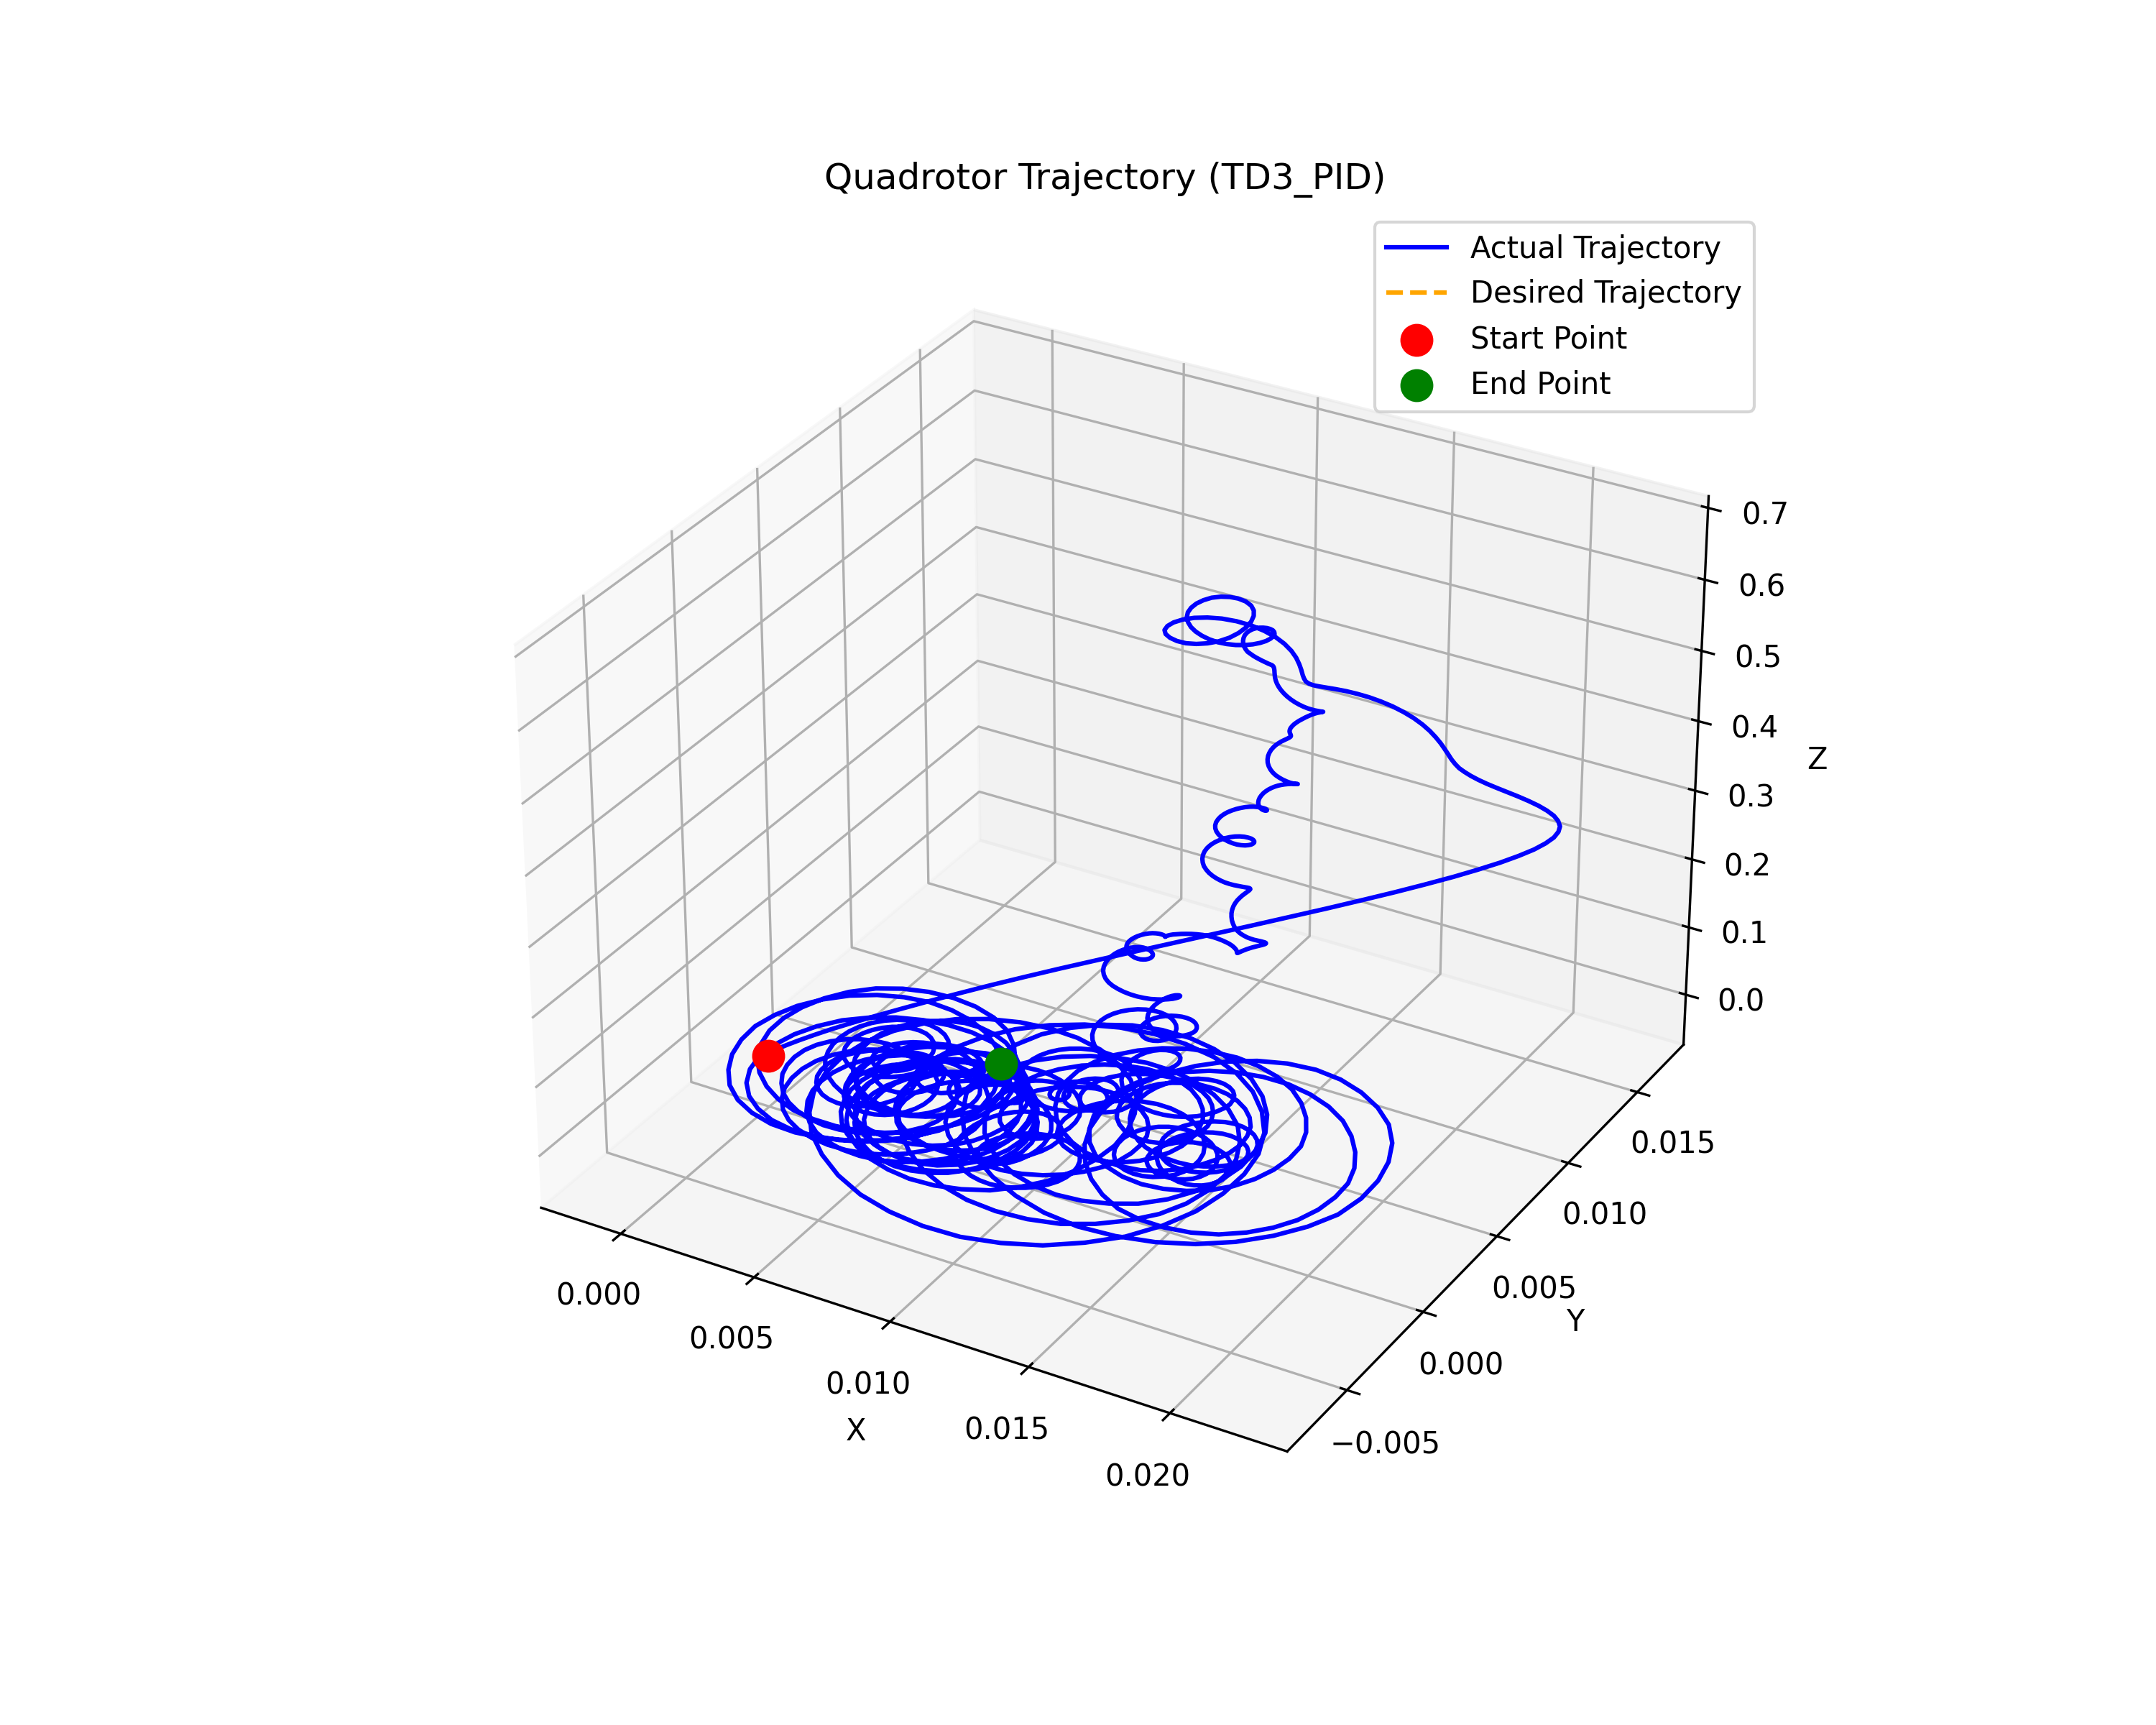 Quadrotor Trajectory (TD3_PID)
Actual Trajectory
Desired Trajectory
Start Point
End Point
0.7
0.6
0.5
0.4
Z
0.3
0.2
0.1
0.0
0.015
0.010
0.005
Y
0.000
−0.005
0.000
0.005
0.010
X
0.015
0.020